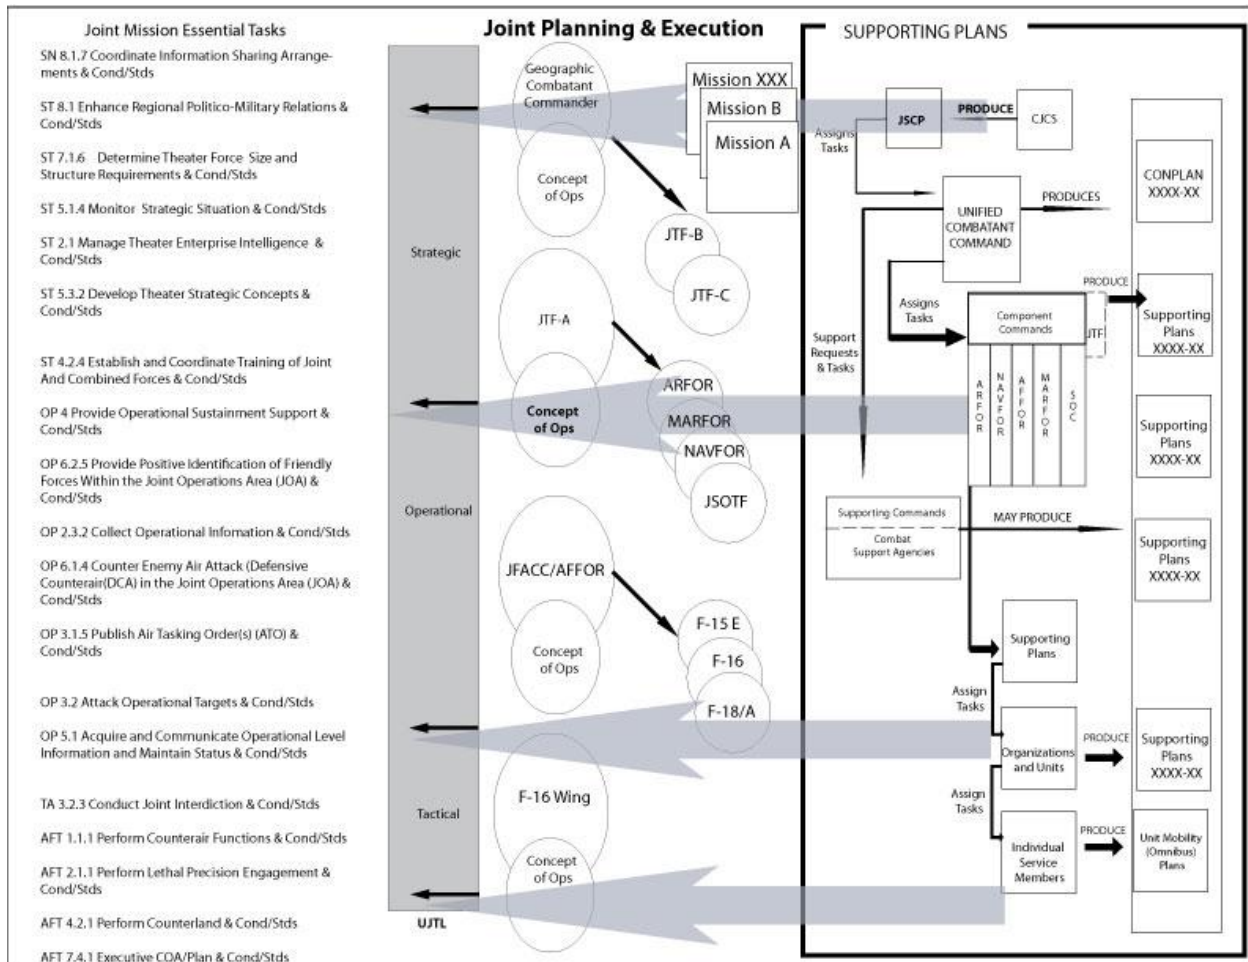 Joint Mission Essential Tasks
SN 8.1.7 Coordinate Information Sharing Arrange-
ments & Cond/Stds
ST 8.1 Enhance Regional Politico-Military Relations &
Cond/Stds
ST 7.1.6 Determine Theater Force Size and
Structure Requirements & Cond/Stds
ST 5.1.4 Monitor Strategic Situation & Cond/Stds
ST 2.1 Manage Theater Enterprise Intelligence &
Cond/Stds
ST 5.3.2 Develop Theater Strategic Concepts &
Cond/Stds
ST 4.2.4 Establish and Coordinate Training of Joint
And Combined Forces & Cond/Stds
OP 4 Provide Operational Sustainment Support &
Cond/Stds
OP 6.2.5 Provide Positive Identification of Friendly
Forces Within the Joint Operations Area (JOA) &
Cond/Stds
OP 2.3.2 Collect Operational Infomation & Cond/Stds
OP 6.1.4 Counter Enemy Air Attack (Defensive
Counterair(DCA) in the Joint Operations Area (JOA) &
Cond/Stds
OP 3.1.5 Publish Air Tasking Order(s) (ATO) &
Cond/Stds
OP 3.2 Attack Operational Targets & Cond/Stds
OP 5.1 Acquire and Communicate Operational Level
Information and Maintain Status & Cond/Stds
TA 3.2.3 Conduct Joint Interdiction & Cond/Stds
AFT 1.1.1 Perform Counterair Functions & Cond/Stds
AFT 2.1.1 Perform Lethal Precision Engagement &
Cond/Stds
AFT 4.2.1 Perform Counterland & Cond/Stds
AFT 7.4.1 Executive COA/Plan & Cond/Stds
Strategic
Operational
Tactical
UJTL
Joint Planning & Execution
Geographic
Combatant
Commander
Concept
of Ops
Mission XXX
Mission B
Mission A
JTF-B
JTF-C
JTF-A
Concept
of Ops
ARFOR
MARFOR
NAVFOR
JSOTF
JFACC/AFFOR
Concept
of Ops
F-15 E
F-16
F-18/A
F-16 Wing
Concept
of Ops
SUPPORTING PLANS
JSCP
PRODUCE
CJCS
Assigns
Tasks
UNIFIED
COMBATANT
COMMAND
PRODUCES
CONPLAN
XXXX-XX
Assigns
Tasks
Support
Requests
& Tasks
Component
Commands
JTF
PRODUCE
Supporting
Plans
XXXX-XX
ARFOR
NAVFOR
AFFOR
MARFOR
SOC
Supporting
Plans
XXXX-XX
Supporting Commands
Combat
Support Agencies
MAY PRODUCE
Supporting
Plans
XXXX-XX
Supporting
Plans
Assign
Tasks
Organizations
and Units
PRODUCE
Supporting
Plans
XXXX-XX
Assign
Tasks
Individual
Service
Members
PRODUCE
Unit Mobility
(Omnibus)
Plans